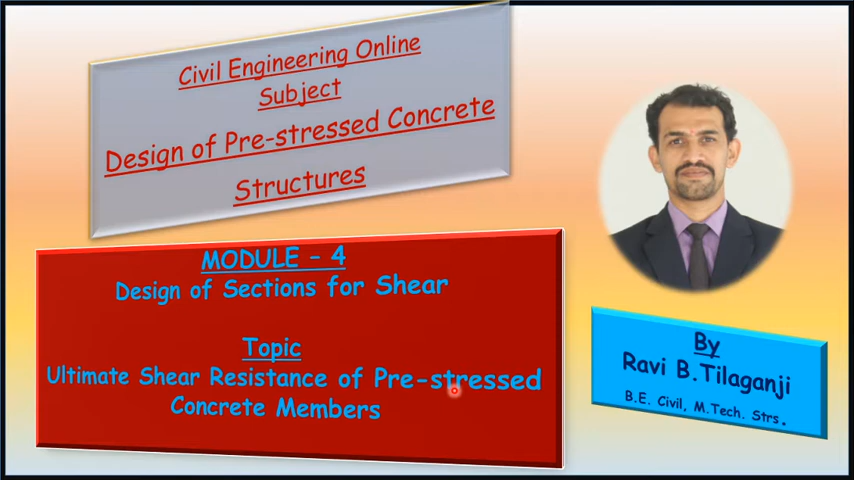 Civil Engineering Online
Subject
Design of Pre-stressed Concrete
Structures
MODULE - 4
Design of Sections for Shear
Topic
Ultimate Shear Resistance of Pre-stressed
Concrete Members
By
Ravi B.Tilaganji
B.E. Civil, M.Tech. Strs.